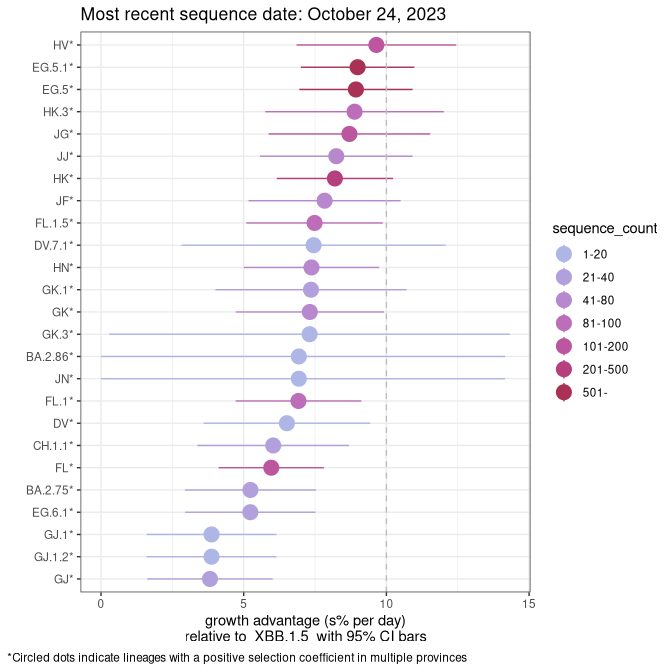 Most recent sequence date: October 24, 2023
HV*
EG.5.1*
EG.5*
HK.3*
JG*
JJ*
HK*
JF*
FL.1.5*
DV.7.1*
HN*
GK.1*
GK*
GK.3*
BA.2.86*
JN*
FL.1*
DV*
CH.1.1*
FL*
BA.2.75*
EG.6.1*
GJ.1*
GJ.1.2*
GJ*
0 5 10 15
growth advantage (s% per day)
relative to XBB.1.5 with 95% CI bars
sequence_count
1-20
21-40
41-80
81-100
101-200
201-500
501-
*Circled dots indicate lineages with a positive selection coefficient in multiple provinces